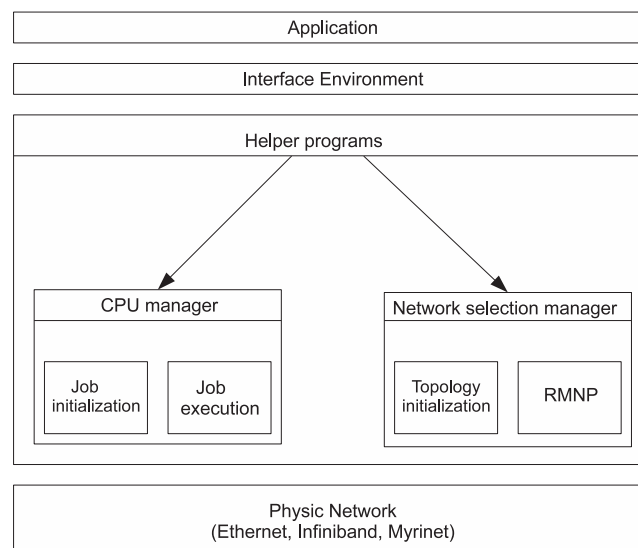 Application
Interface Environment
Helper programs
CPU manager
Job
initialization
Job
execution
Network selection manager
Topology
initialization
RMNP
Physic Network
(Ethernet, Infiniband, Myrinet)